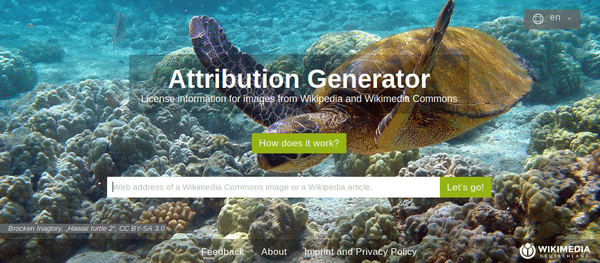 en
Attribution Generator
License information for images from Wikipedia and Wikimedia Commons
How does it work?
Web address of a Wikimedia Commons image or a Wikipedia article.
Let's go!
Brocken Inaglory, „Hawaii turtle 2“, CC BY-SA 3.0
Feedback About Imprint and Privacy Policy
WIKIMEDIA
DEUTSCHLAND